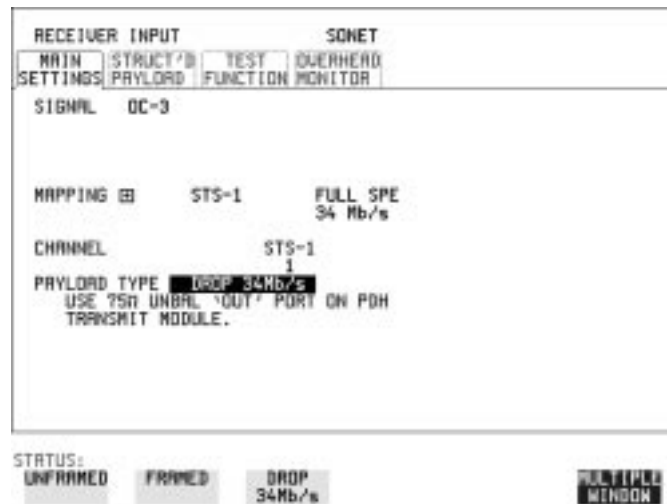 RECEIVER INPUT SONET
MAIN SETTINGS STRUCT'D PAYLOAD TEST FUNCTION OVERHEAD MONITOR
SIGNAL OC-3
MAPPING ⊞ STS-1 FULL SPE
34 Mb/s
CHANNEL STS-1
1
PAYLOAD TYPE DROP 34Mb/s
USE 75Ω UNBAL 'OUT' PORT ON PDH
TRANSMIT MODULE.
STATUS:
UNFRAMED FRAMED DROP 34Mb/s MULTIPLE WINDOW